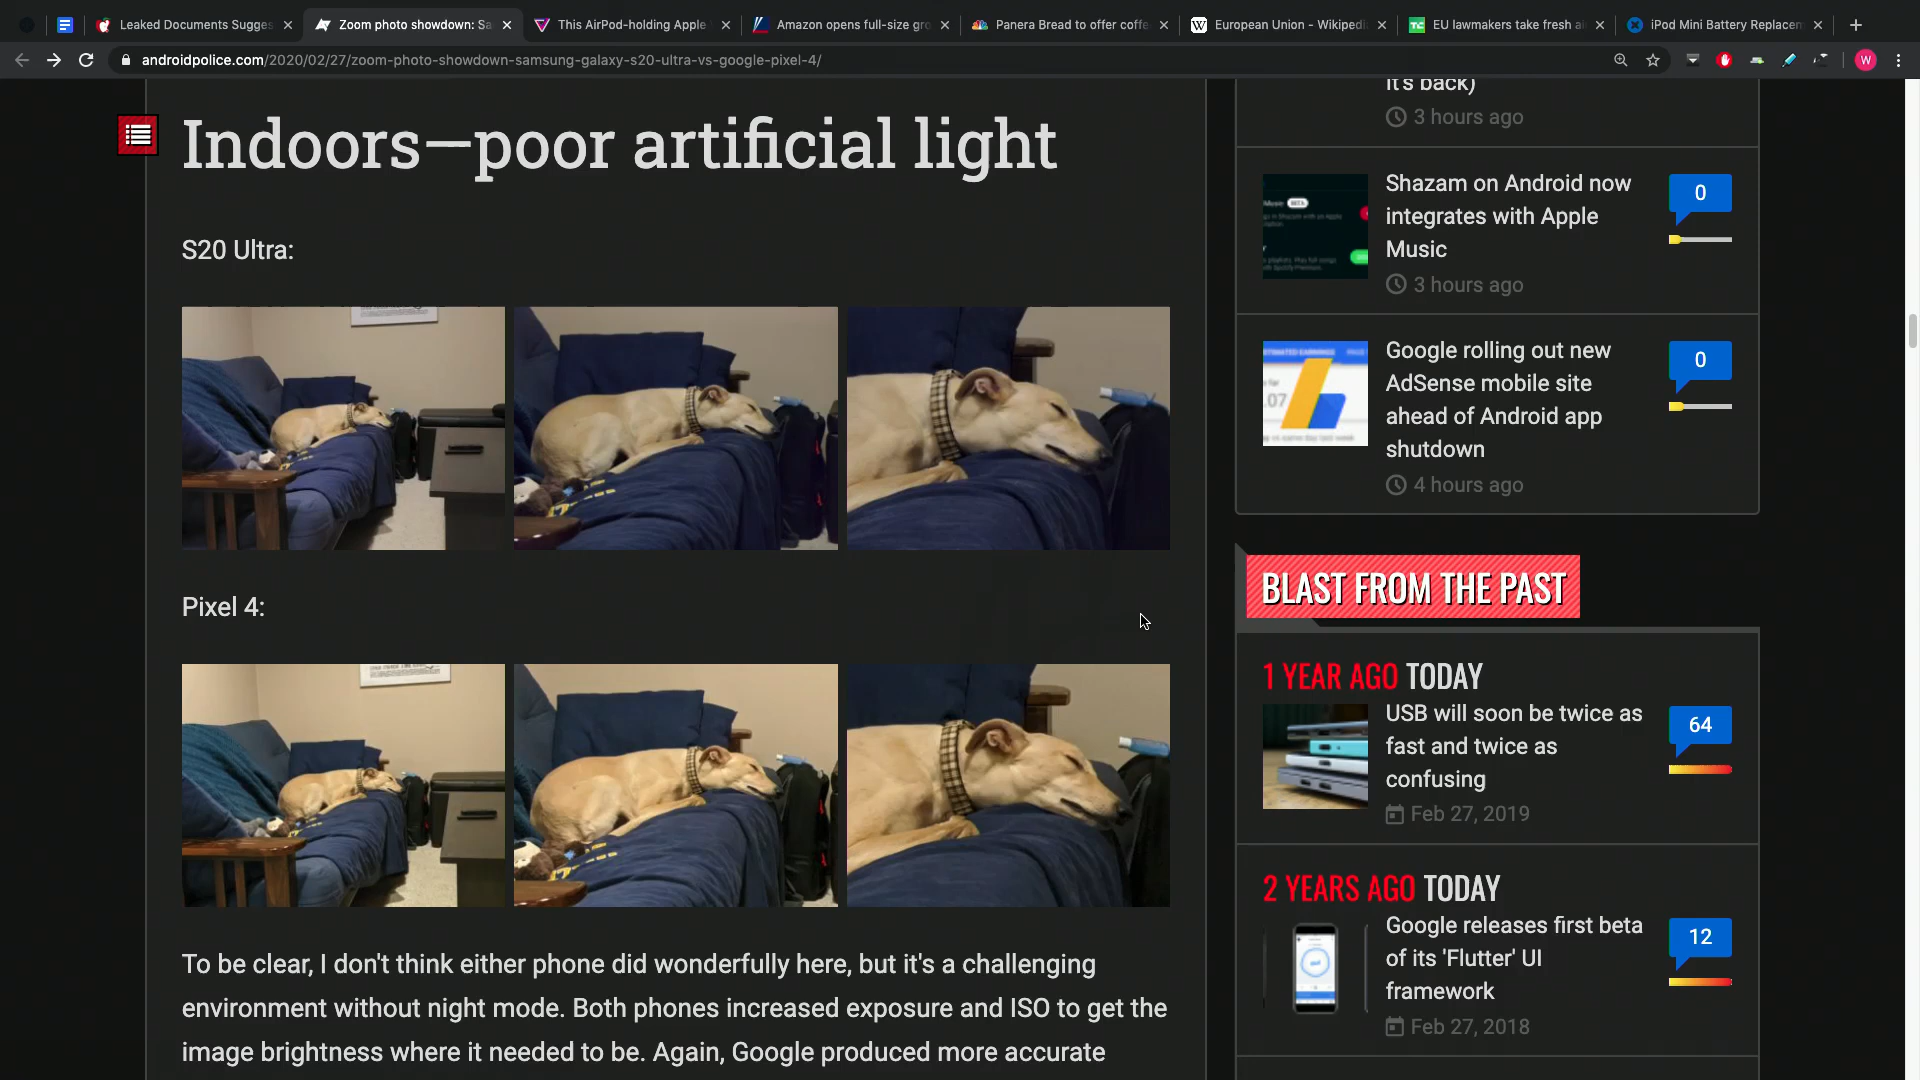 Leaked Documents Sugges
Zoom photo showdown: Sa
This AirPod-holding Apple
Amazon opens full-size gro
Panera Bread to offer coffe
European Union - Wikipedi
EU lawmakers take fresh ai
iPod Mini Battery Replacem
androidpolice.com/2020/02/27/zoom-photo-showdown-samsung-galaxy-s20-ultra-vs-google-pixel-4/
W
Indoors—poor artificial light
S20 Ultra:
Pixel 4:
To be clear, I don't think either phone did wonderfully here, but it's a challenging
environment without night mode. Both phones increased exposure and ISO to get the
image brightness where it needed to be. Again, Google produced more accurate
it's back)
3 hours ago
Shazam on Android now
integrates with Apple
Music
0
3 hours ago
Google rolling out new
AdSense mobile site
ahead of Android app
shutdown
0
4 hours ago
BLAST FROM THE PAST
1 YEAR AGO TODAY
USB will soon be twice as
fast and twice as
confusing
64
Feb 27, 2019
2 YEARS AGO TODAY
Google releases first beta
of its 'Flutter' UI
framework
12
Feb 27, 2018